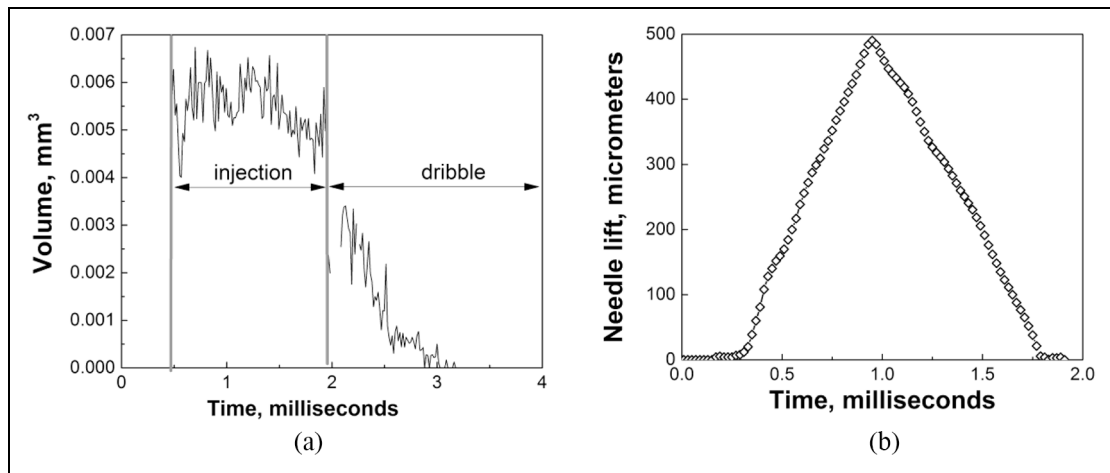 0.007
0.006
0.005
0.004
0.003
0.002
0.001
0.000
Volume, mm³
injection
dribble
0 1 2 3 4
Time, milliseconds
(a)
500
400
300
200
100
0
Needle lift, micrometers
0.0 0.5 1.0 1.5 2.0
Time, milliseconds
(b)